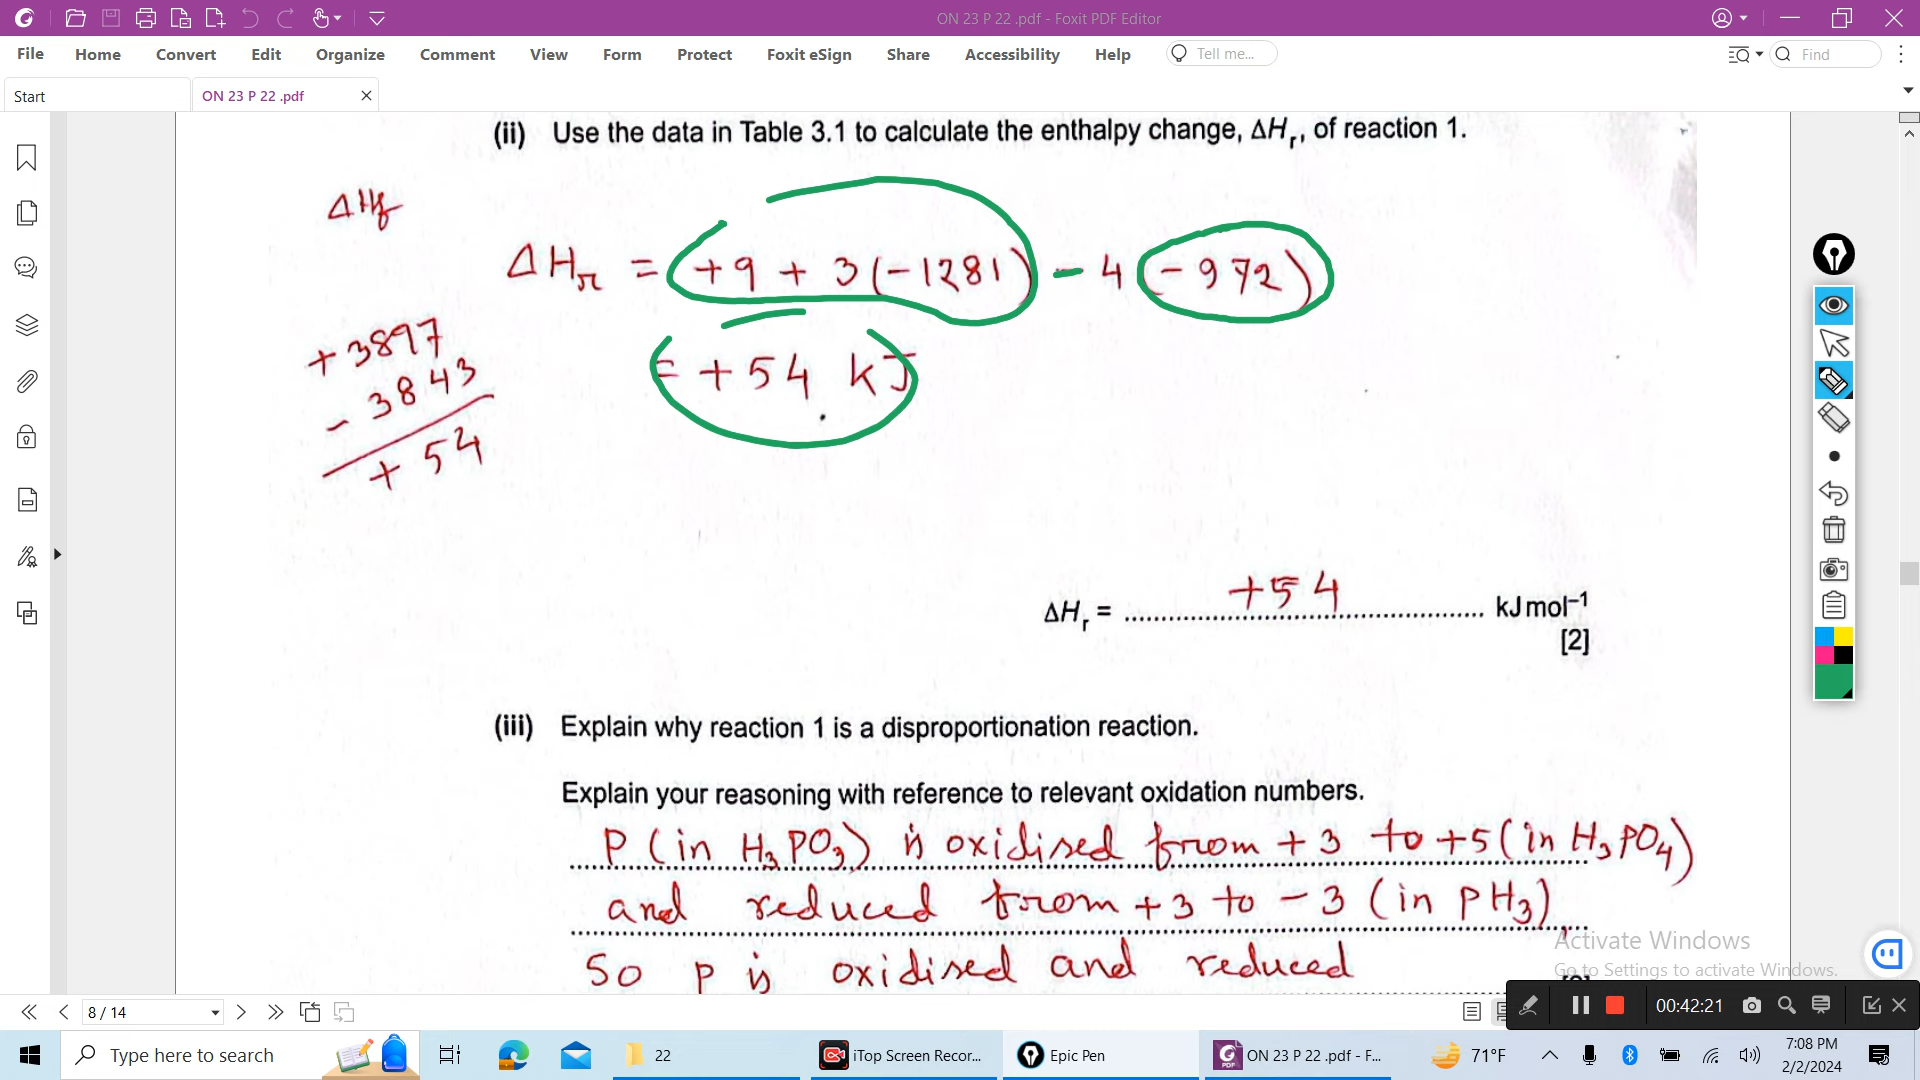 ON 23 P 22 .pdf - Foxit PDF Editor
File Home Convert Edit Organize Comment View Form Protect Foxit eSign Share Accessibility Help Tell me... Find
Start ON 23 P 22 .pdf
(ii) Use the data in Table 3.1 to calculate the enthalpy change, ΔHr, of reaction 1.
ΔHf
ΔHr = (+9 + 3(-1281) - 4 (-972)
= +54 kJ
+3897
- 3843
+ 54
+54
ΔHr = ................ kJ mol–1
[2]
(iii) Explain why reaction 1 is a disproportionation reaction.
Explain your reasoning with reference to relevant oxidation numbers.
P (in H3PO3) is oxidised from +3 to +5 (in H3PO4)
and reduced from +3 to -3 (in PH3),
So P is oxidised and reduced
Activate Windows
Go to Settings to activate Windows.
8 / 14
00:42:21
Type here to search 22 iTop Screen Recor... Epic Pen ON 23 P 22 .pdf - F... 71°F 7:08 PM
2/2/2024